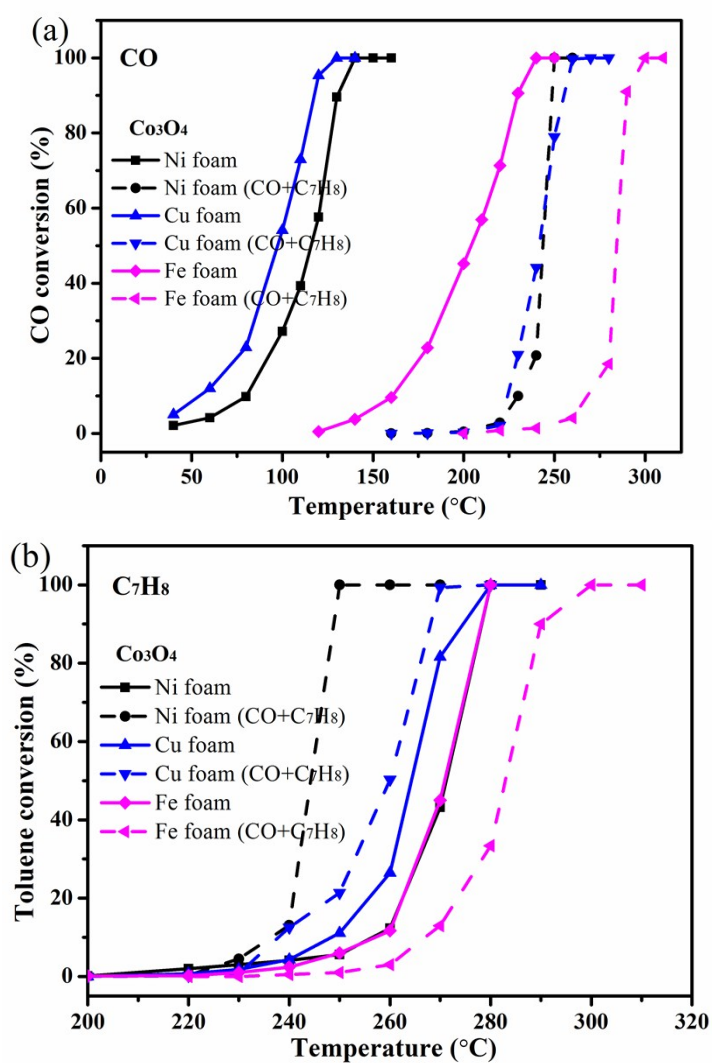 (a)
CO
Co₃O₄
Ni foam
Ni foam (CO+C₇H₈)
Cu foam
Cu foam (CO+C₇H₈)
Fe foam
Fe foam (CO+C₇H₈)
CO conversion (%)
100
80
60
40
20
0
0 50 100 150 200 250 300
Temperature (°C)
(b)
C₇H₈
Co₃O₄
Ni foam
Ni foam (CO+C₇H₈)
Cu foam
Cu foam (CO+C₇H₈)
Fe foam
Fe foam (CO+C₇H₈)
Toluene conversion (%)
100
80
60
40
20
0
200 220 240 260 280 300 320
Temperature (°C)